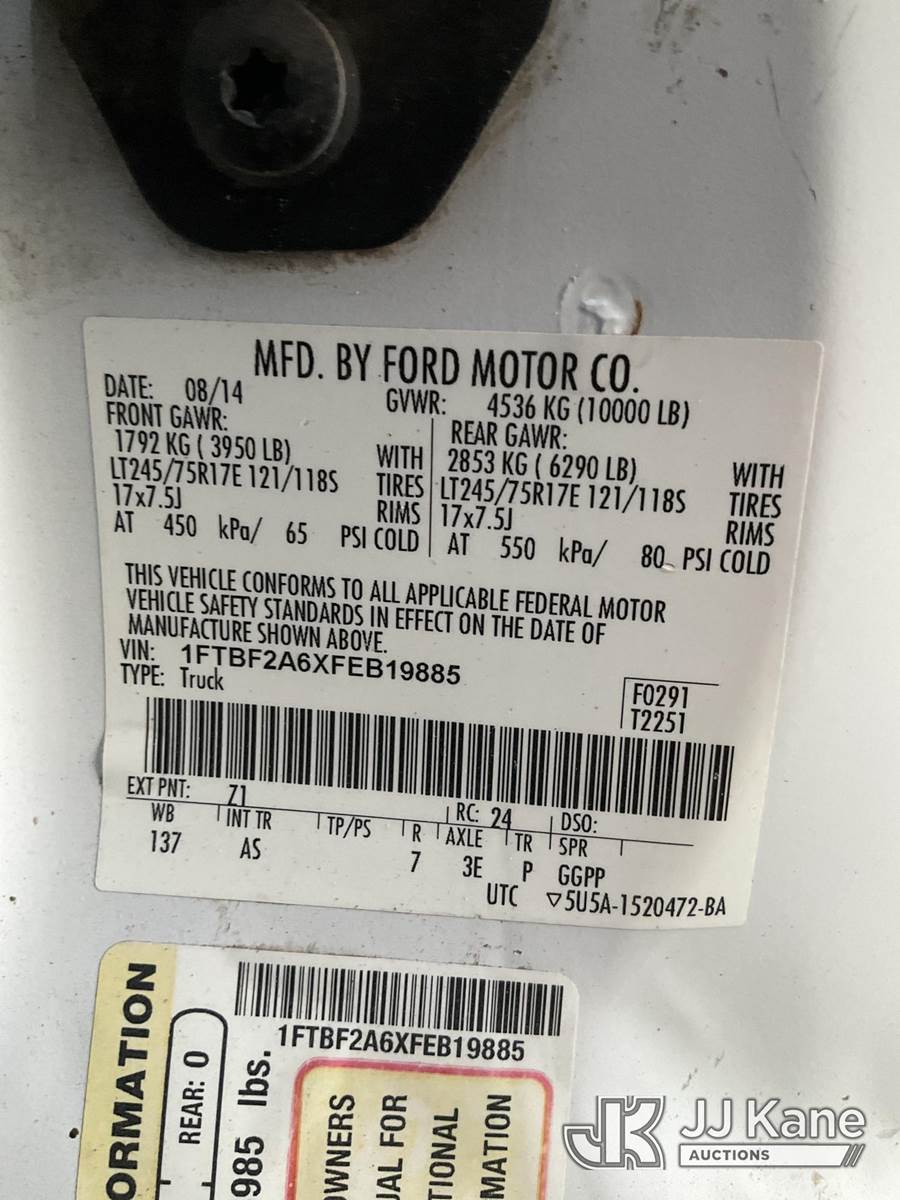 MFD. BY FORD MOTOR CO.
DATE: 08/14
GVWR: 4536 KG (10000 LB)
FRONT GAWR:
1792 KG ( 3950 LB) WITH
LT245/75R17E 121/118S TIRES
17x7.5J RIMS
AT 450 kPa/ 65 PSI COLD
REAR GAWR:
2853 KG ( 6290 LB) WITH
LT245/75R17E 121/118S TIRES
17x7.5J RIMS
AT 550 kPa/ 80 PSI COLD
THIS VEHICLE CONFORMS TO ALL APPLICABLE FEDERAL MOTOR
VEHICLE SAFETY STANDARDS IN EFFECT ON THE DATE OF
MANUFACTURE SHOWN ABOVE.
VIN: 1FTBF2A6XFEB19885
TYPE: Truck
F0291
T2251
EXT PNT: Z1 RC: 24 DSO:
WB INT TR TP/PS R AXLE TR SPR
137 AS 7 3E P GGPP
UTC ▽5U5A-1520472-BA
1FTBF2A6XFEB19885
ORMATION
REAR: 0
985 lbs.
OWNERS
UAL FOR
TIONAL
MATION
JK JJ Kane
AUCTIONS